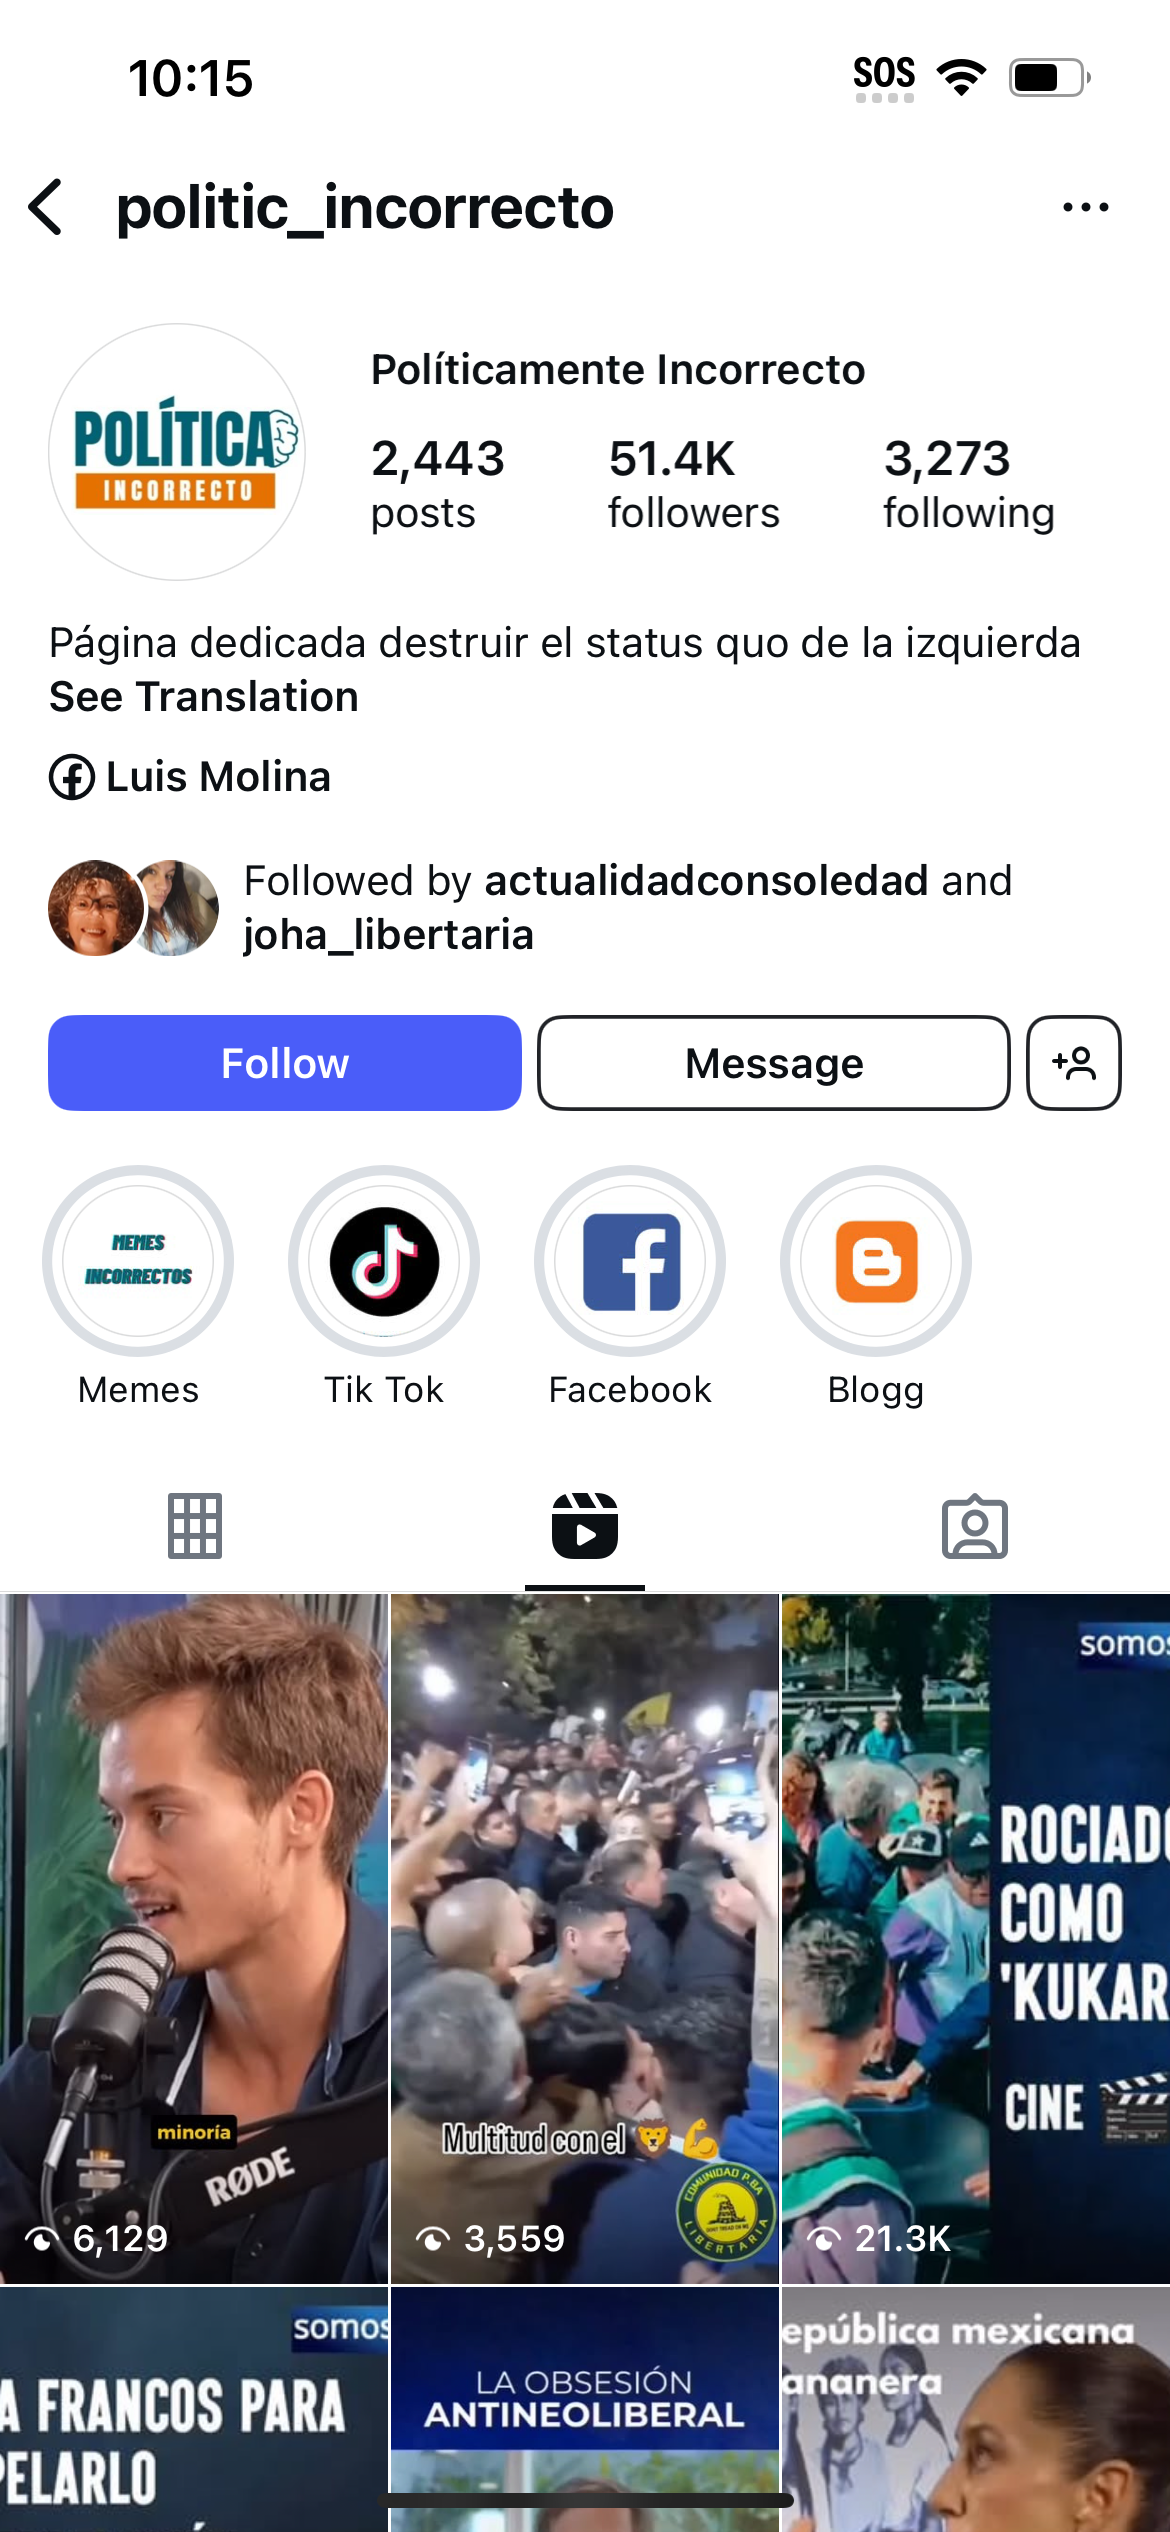 10:15
SOS
politic_incorrecto
POLÍTICA
INCORRECTO
Políticamente Incorrecto
2,443
51.4K
3,273
posts
followers
following
Página dedicada destruir el status quo de la izquierda
See Translation
Luis Molina
Followed by actualidadconsoledad and
joha_libertaria
Follow
Message
MEMES
INCORRECTOS
Memes
Tik Tok
Facebook
Blogg
minoría
RØDE
6,129
Multitud con el 🦁 💪
COMUNIDAD P.BA
LIBERTARIA
3,559
somos
ROCIADO
COMO
'KUKAR
CINE 🎬
21.3K
somos
A FRANCOS PARA
PELARLO
LA OBSESIÓN
ANTINEOLIBERAL
epública mexicana
ananera